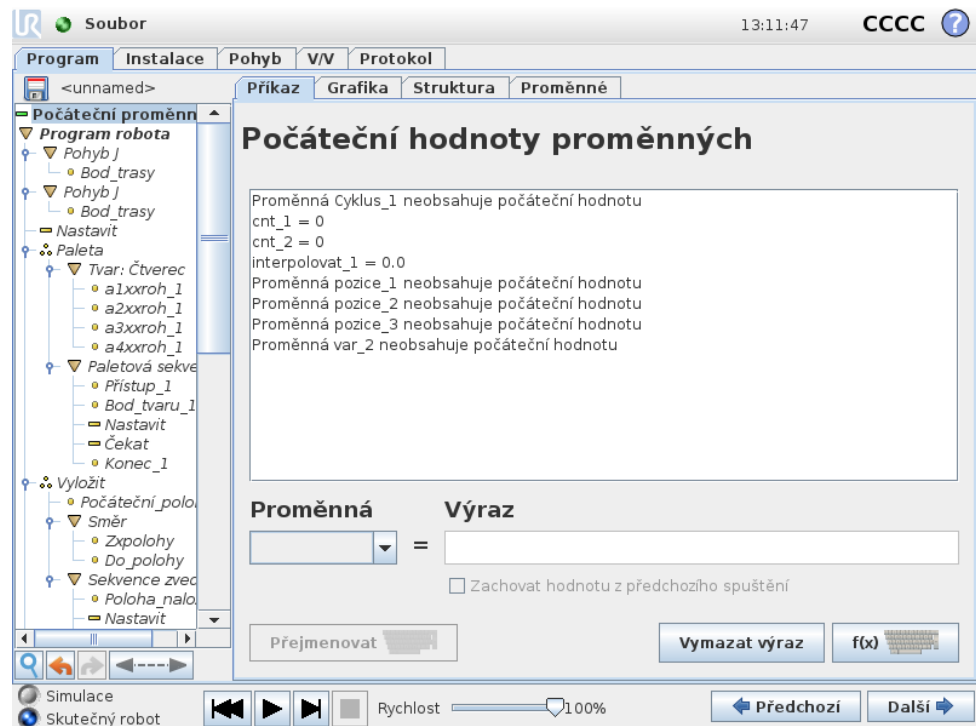 UR Soubor 13:11:47 CCCC ?
Program Instalace Pohyb V/V Protokol
<unnamed> Příkaz Grafika Struktura Proměnné
Počáteční proměnn
Program robota
Pohyb J
Bod_trasy
Pohyb J
Bod_trasy
Nastavit
Paleta
Tvar: Čtverec
a1xxroh_1
a2xxroh_1
a3xxroh_1
a4xxroh_1
Paletová sekve
Přístup_1
Bod_tvaru_1
Nastavit
Čekat
Konec_1
Vyložit
Počáteční polo
Směr
Zxpolohy
Do_polohy
Sekvence zved
Poloha_nalo
Nastavit
Počáteční hodnoty proměnných
Proměnná Cyklus_1 neobsahuje počáteční hodnotu
cnt_1 = 0
cnt_2 = 0
interpolovat_1 = 0.0
Proměnná pozice_1 neobsahuje počáteční hodnotu
Proměnná pozice_2 neobsahuje počáteční hodnotu
Proměnná pozice_3 neobsahuje počáteční hodnotu
Proměnná var_2 neobsahuje počáteční hodnotu
Proměnná Výraz
=
Zachovat hodnotu z předchozího spuštění
Přejmenovat Vymazat výraz f(x)
Simulace
Skutečný robot
Rychlost 100% Předchozí Další